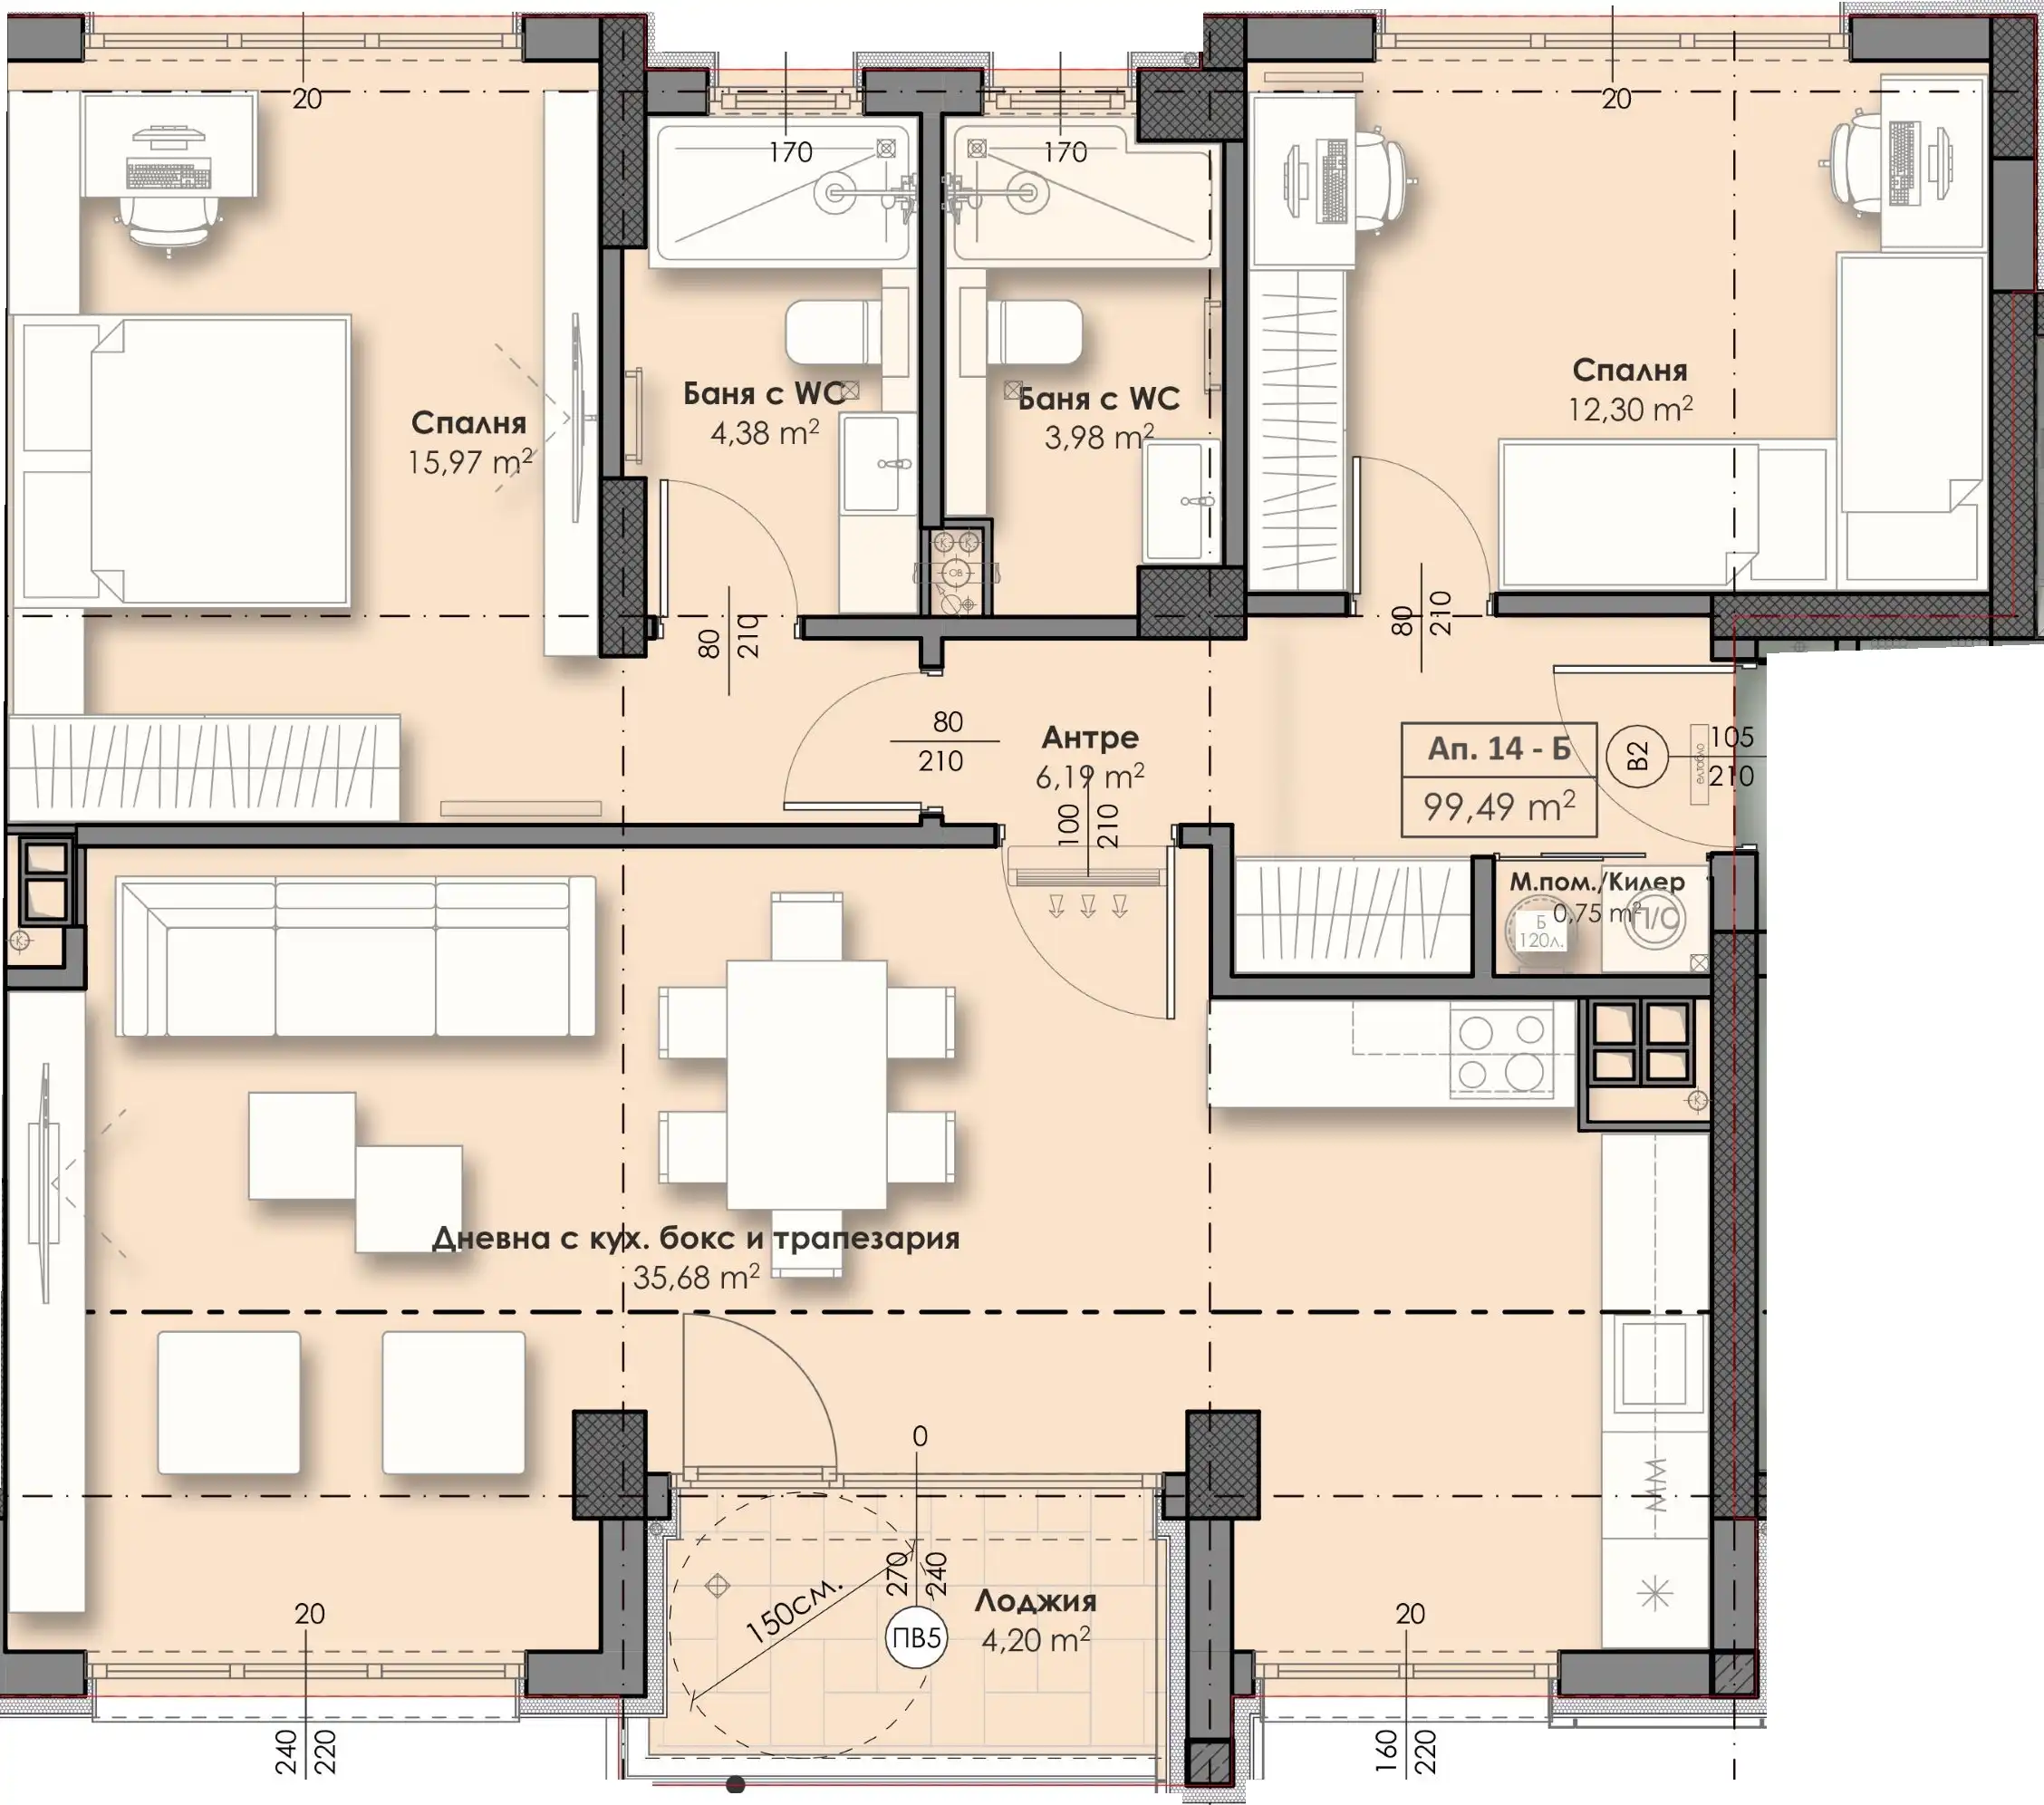 20
170
170
20
Спалня
15,97 m²
Баня с WC
4,38 m²
Баня с WC
3,98 m²
Спалня
12,30 m²
К К
ОВ
80
210
80
210
80
210
Антре
6,19 m²
100
210
Ап. 14 - Б
99,49 m²
В2
елтабло
105
210
М.пом./Килер
0,75 m²
Б
120л.
П/О
К
К
Дневна с кух. бокс и трапезария
35,68 m²
0
270
240
150см.
Лоджия
4,20 m²
ПВ5
20
20
240
220
160
220